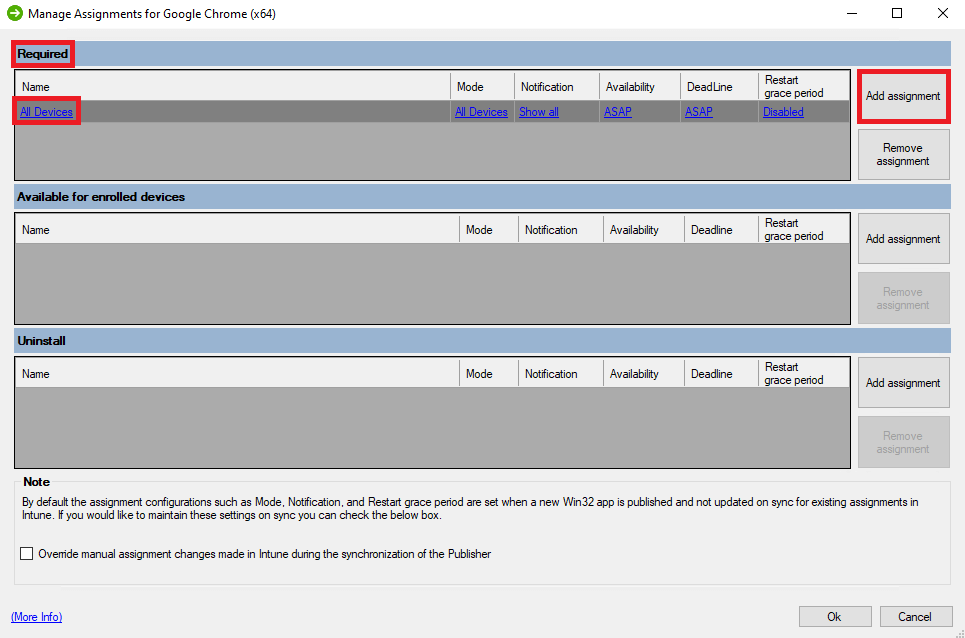 Manage Assignments for Google Chrome (x64)
Required
Name Mode Notification Availability DeadLine Restart grace period
All Devices All Devices Show all ASAP ASAP Disabled
Add assignment
Remove assignment
Available for enrolled devices
Name Mode Notification Availability Deadline Restart grace period
Add assignment
Remove assignment
Uninstall
Name Mode Notification Availability Deadline Restart grace period
Add assignment
Remove assignment
Note
By default the assignment configurations such as Mode, Notification, and Restart grace period are set when a new Win32 app is published and not updated on sync for existing assignments in
Intune. If you would like to maintain these settings on sync you can check the below box.
Override manual assignment changes made in Intune during the synchronization of the Publisher
(More Info)
Ok
Cancel